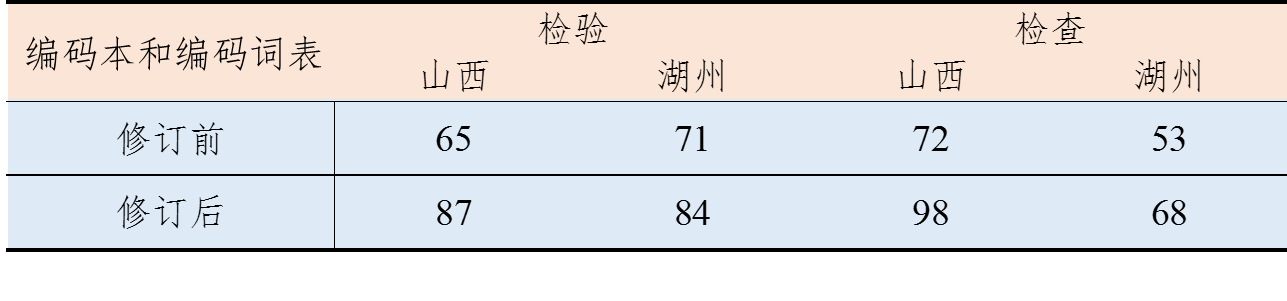 编码本和编码词表 检验 检查
山西 湖州 山西 湖州
修订前 65 71 72 53
修订后 87 84 98 68